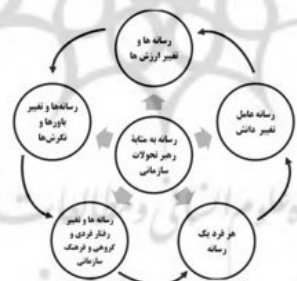 رسانه ها و
تغییر ارزش ها
رسانه‌ها و تغییر
باورها و
نگرش‌ها
رسانه عامل
تغییر دانش
رسانه به مثابهٔ
رهبر تحولات
سازمانی
رسانه ها و تغییر
رفتار فردی و
گروهی و فرهنگ
سازمانی
هر فرد یک
رسانه